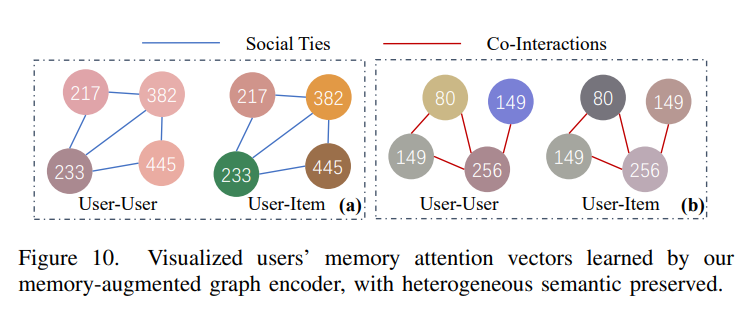 Social Ties Co-Interactions
217 382 217 382 80 149 80 149
233 445 233 445 149 256 149 256
User-User User-Item (a) User-User User-Item (b)
Figure 10. Visualized users’ memory attention vectors learned by our
memory-augmented graph encoder, with heterogeneous semantic preserved.